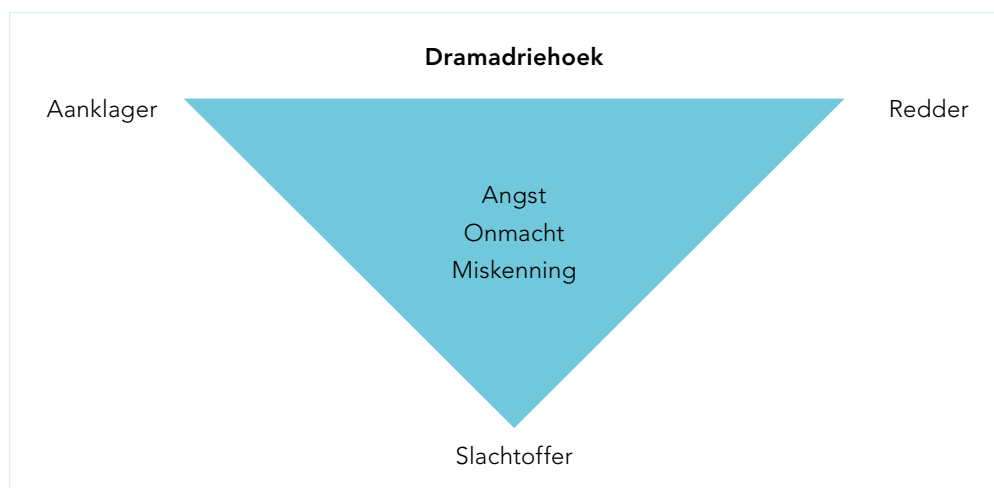 Dramadriehoek
Aanklager
Redder
Angst
Onmacht
Miskenning
Slachtoffer